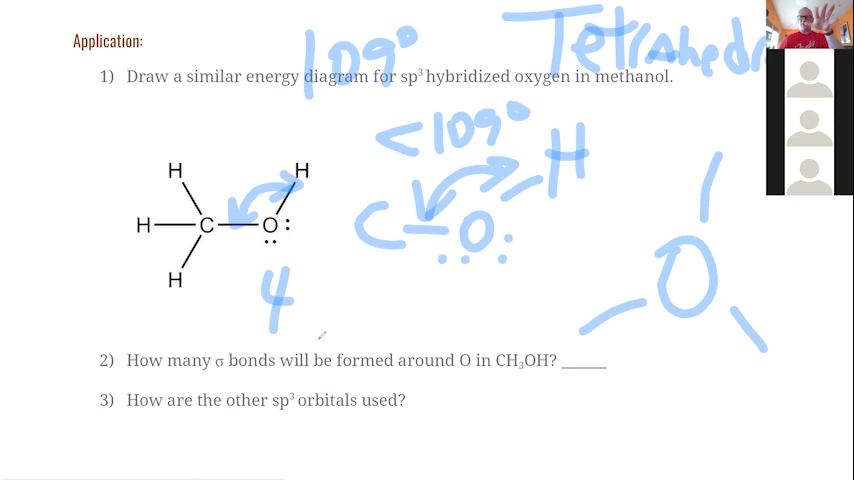 Application:
109° Tetrahedr
1) Draw a similar energy diagram for sp³ hybridized oxygen in methanol.
<109°
H H H
H C O : C O : O
..
H 4
2) How many σ bonds will be formed around O in CH₃OH? _____
3) How are the other sp³ orbitals used?